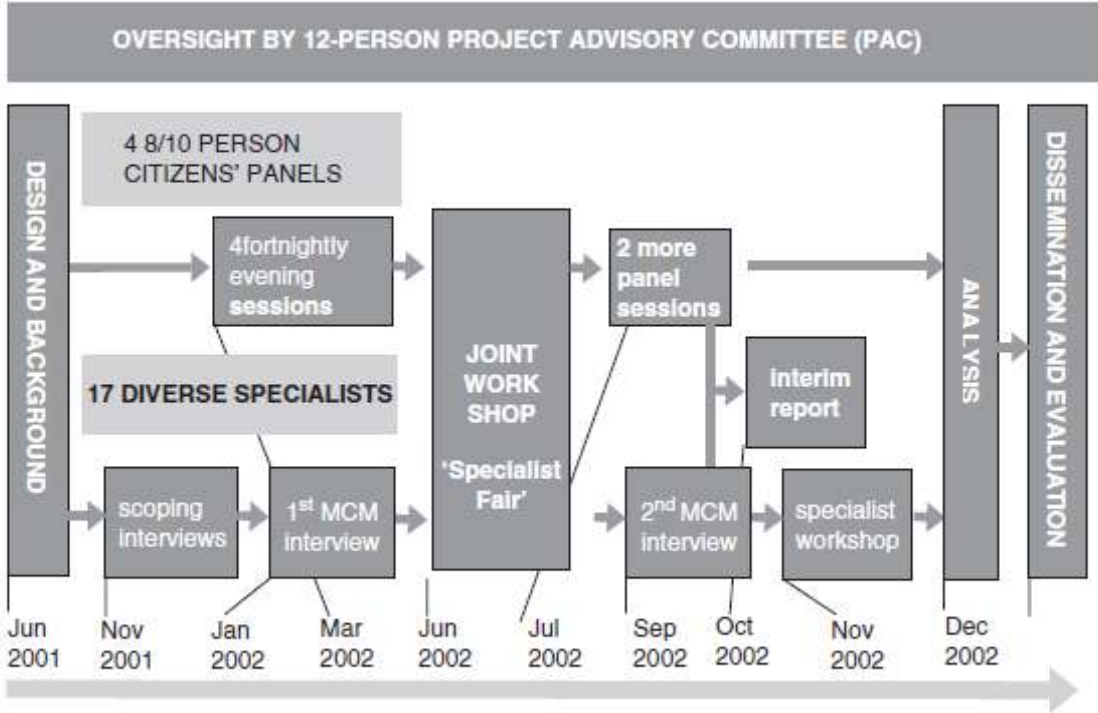 OVERSIGHT BY 12-PERSON PROJECT ADVISORY COMMITTEE (PAC)
DESIGN AND BACKGROUND
4 8/10 PERSON
CITIZENS' PANELS
4fortnightly
evening
sessions
17 DIVERSE SPECIALISTS
scoping
interviews
1st MCM
interview
JOINT
WORK
SHOP
'Specialist
Fair'
2 more
panel
sessions
interim
report
2nd MCM
interview
specialist
workshop
ANALYSIS
DISSEMINATION AND EVALUATION
Jun
2001
Nov
2001
Jan
2002
Mar
2002
Jun
2002
Jul
2002
Sep
2002
Oct
2002
Nov
2002
Dec
2002